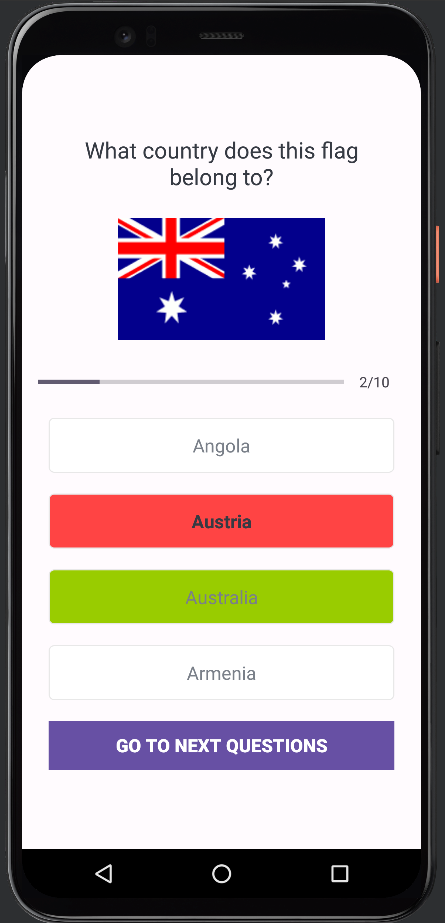 What country does this flag
belong to?
2/10
Angola
Austria
Australia
Armenia
GO TO NEXT QUESTIONS